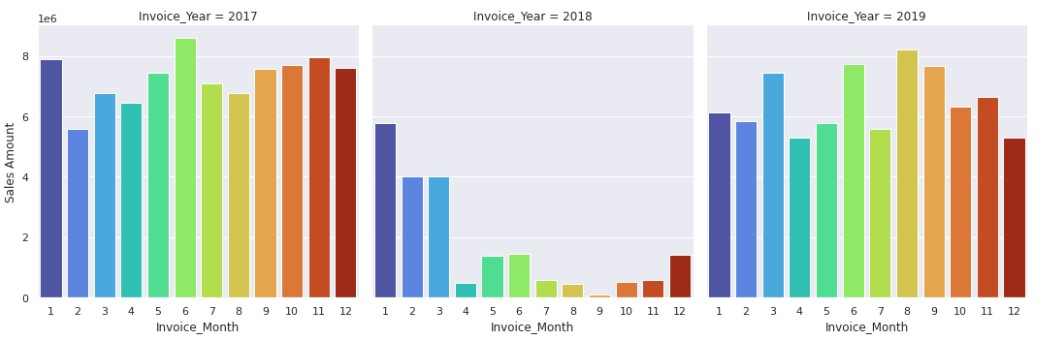 Invoice_Year = 2017
Invoice_Year = 2018
Invoice_Year = 2019
1e6
8
6
4
2
0
Sales Amount
1 2 3 4 5 6 7 8 9 10 11 12
1 2 3 4 5 6 7 8 9 10 11 12
1 2 3 4 5 6 7 8 9 10 11 12
Invoice_Month
Invoice_Month
Invoice_Month